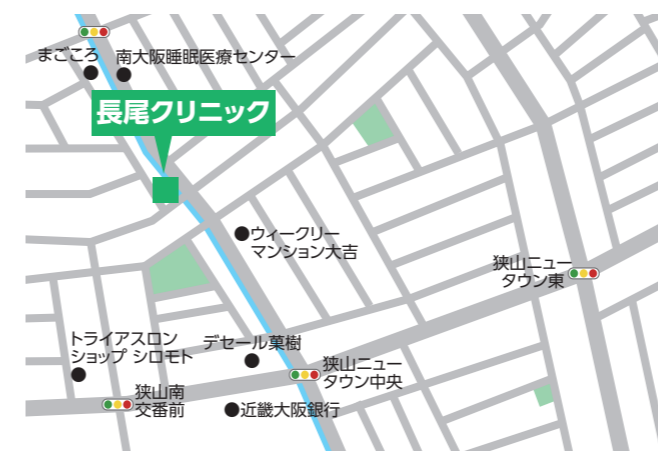 まごころ
南大阪睡眠医療センター
長尾クリニック
ウィークリー
マンション大吉
狭山ニュー
タウン東
トライアスロン
ショップ シロモト
デセール菓樹
狭山ニュー
タウン中央
狭山南
交番前
近畿大阪銀行